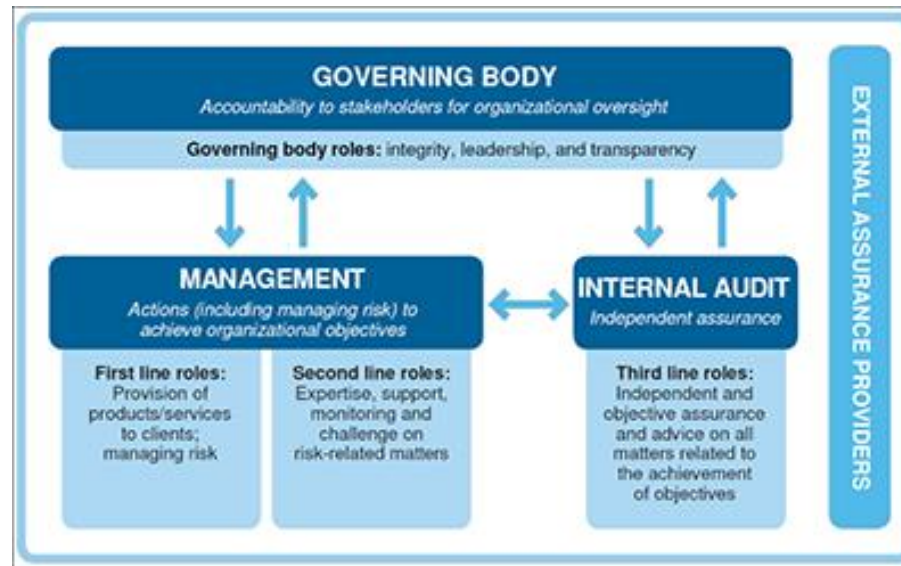 GOVERNING BODY
Accountability to stakeholders for organizational oversight
Governing body roles: integrity, leadership, and transparency
MANAGEMENT
Actions (including managing risk) to
achieve organizational objectives
First line roles:
Provision of
products/services
to clients;
managing risk
Second line roles:
Expertise, support,
monitoring and
challenge on
risk-related matters
INTERNAL AUDIT
Independent assurance
Third line roles:
Independent and
objective assurance
and advice on all
matters related to
the achievement
of objectives
EXTERNAL ASSURANCE PROVIDERS